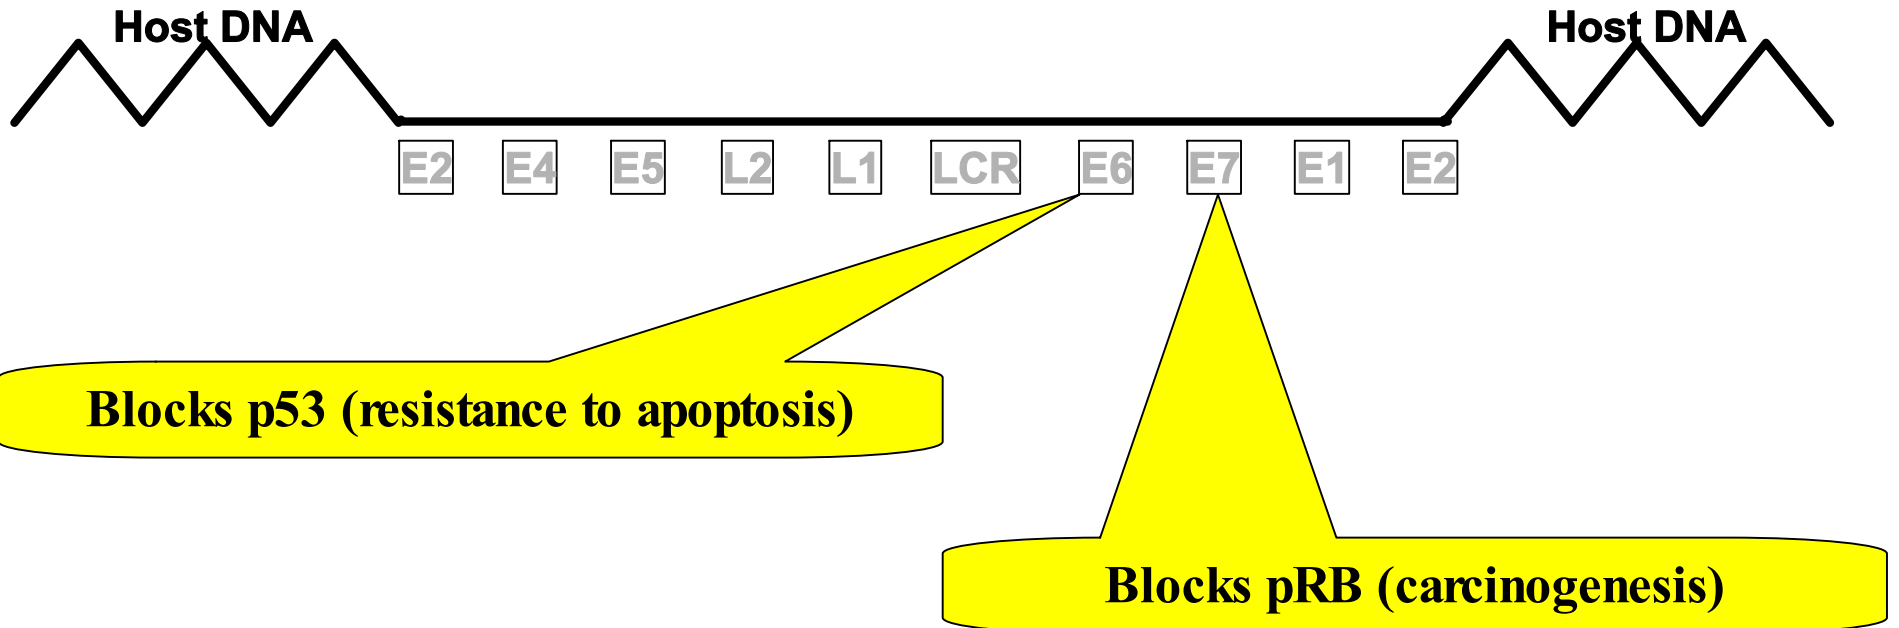 Host DNA Host DNA
E2 E4 E5 L2 L1 LCR E6 E7 E1 E2
Blocks p53 (resistance to apoptosis)
Blocks pRB (carcinogenesis)